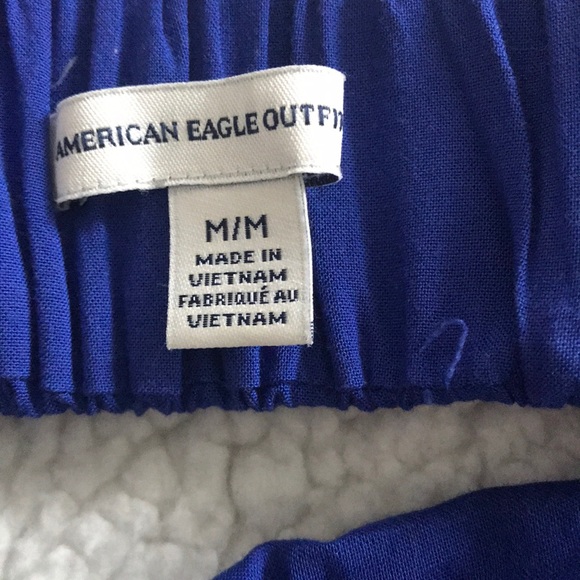 AMERICAN EAGLE OUTFIT
M/M
MADE IN
VIETNAM
FABRIQUÉ AU
VIETNAM